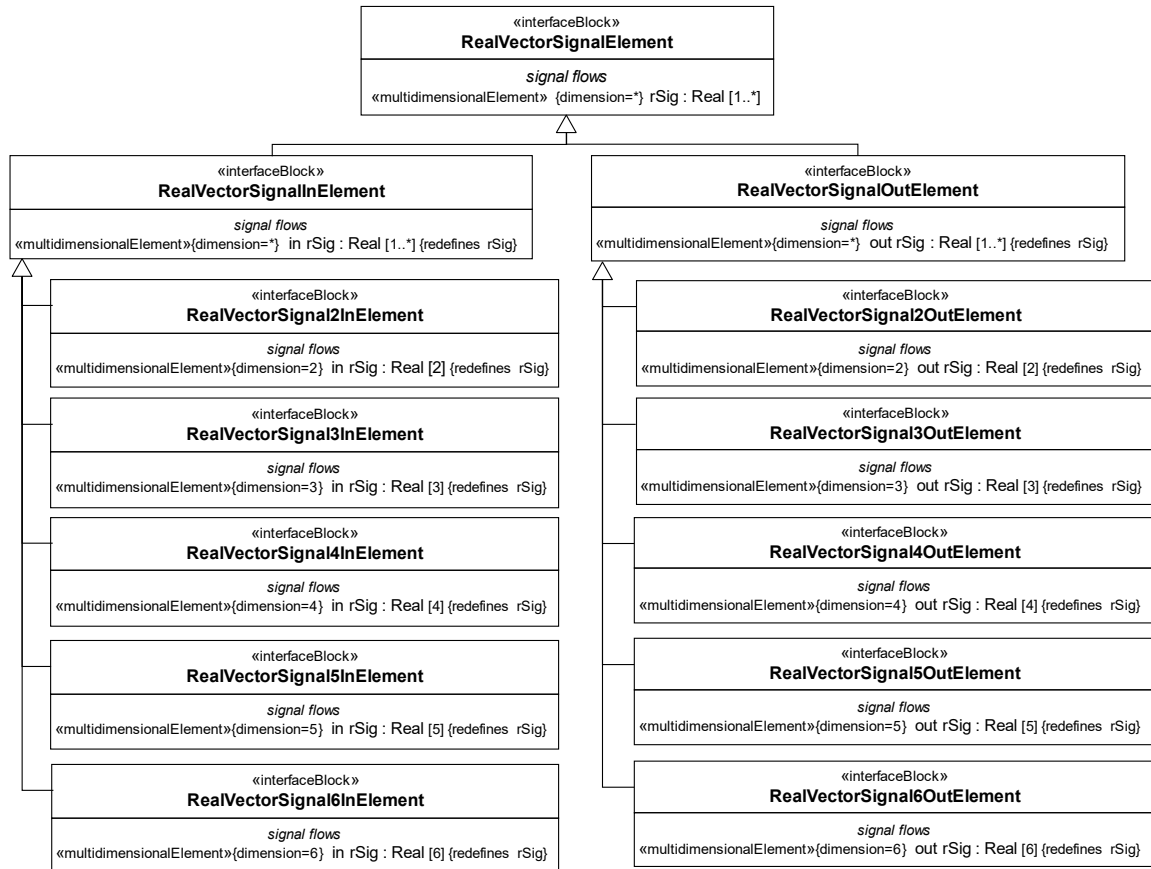 «interfaceBlock»
RealVectorSignalElement
signal flows
«multidimensionalElement» {dimension=*} rSig : Real [1..*]
«interfaceBlock»
RealVectorSignalInElement
signal flows
«multidimensionalElement»{dimension=*} in rSig : Real [1..*] {redefines rSig}
«interfaceBlock»
RealVectorSignal2InElement
signal flows
«multidimensionalElement»{dimension=2} in rSig : Real [2] {redefines rSig}
«interfaceBlock»
RealVectorSignal3InElement
signal flows
«multidimensionalElement»{dimension=3} in rSig : Real [3] {redefines rSig}
«interfaceBlock»
RealVectorSignal4InElement
signal flows
«multidimensionalElement»{dimension=4} in rSig : Real [4] {redefines rSig}
«interfaceBlock»
RealVectorSignal5InElement
signal flows
«multidimensionalElement»{dimension=5} in rSig : Real [5] {redefines rSig}
«interfaceBlock»
RealVectorSignal6InElement
signal flows
«multidimensionalElement»{dimension=6} in rSig : Real [6] {redefines rSig}
«interfaceBlock»
RealVectorSignalOutElement
signal flows
«multidimensionalElement»{dimension=*} out rSig : Real [1..*] {redefines rSig}
«interfaceBlock»
RealVectorSignal2OutElement
signal flows
«multidimensionalElement»{dimension=2} out rSig : Real [2] {redefines rSig}
«interfaceBlock»
RealVectorSignal3OutElement
signal flows
«multidimensionalElement»{dimension=3} out rSig : Real [3] {redefines rSig}
«interfaceBlock»
RealVectorSignal4OutElement
signal flows
«multidimensionalElement»{dimension=4} out rSig : Real [4] {redefines rSig}
«interfaceBlock»
RealVectorSignal5OutElement
signal flows
«multidimensionalElement»{dimension=5} out rSig : Real [5] {redefines rSig}
«interfaceBlock»
RealVectorSignal6OutElement
signal flows
«multidimensionalElement»{dimension=6} out rSig : Real [6] {redefines rSig}